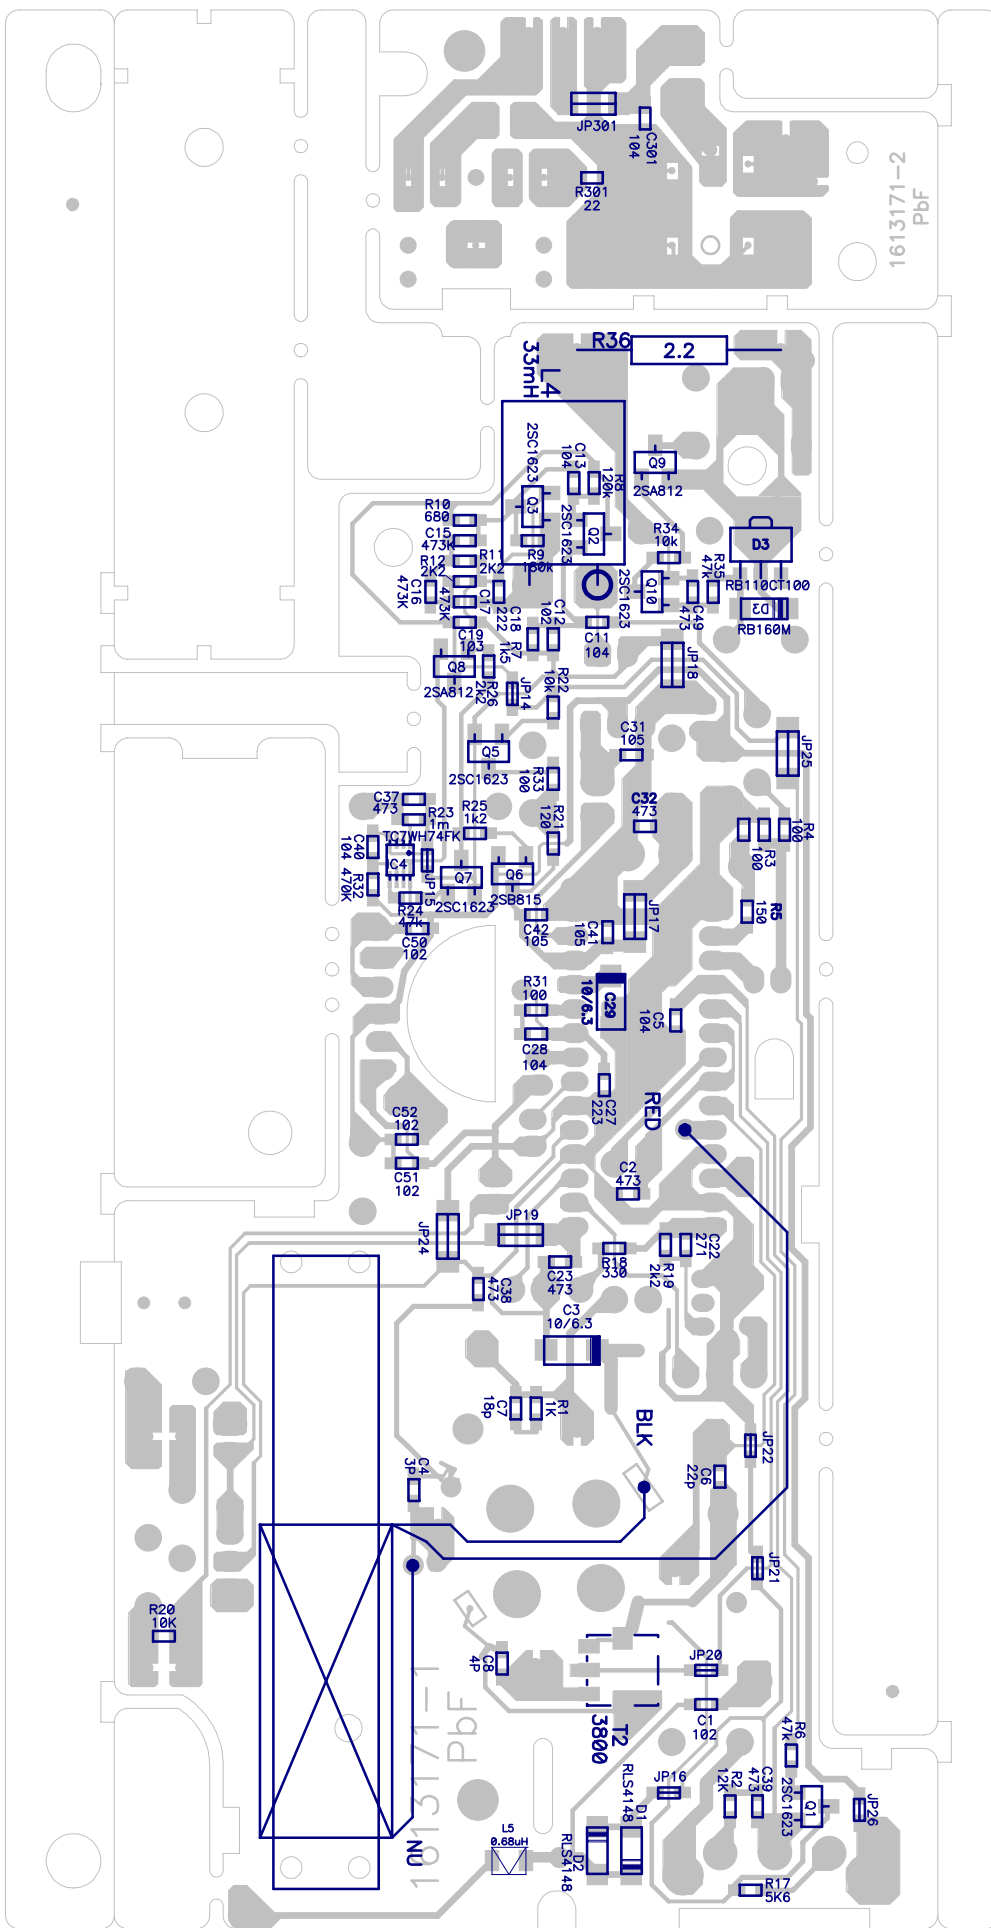 JP301
C301
104
R301
22
1613171-2
PbF
R36
2.2
L4
33mH
2SC1623
Q3
C13
104
R8
120k
2SC1623
Q2
Q9
2SA812
R10
680
C15
473K
R12
2K2
R11
2K2
R9
180k
R34
10k
D3
RB110CT100
D3
RB160M
R35
47k
C49
473
Q10
2SC1623
C16
473K
473K
C17
C18
222
C19
103
R7
1k5
C12
102
C11
104
Q8
2SA812
R26
2k2
JP14
R22
10k
JP18
Q5
2SC1623
C31
105
JP25
R33
100
C37
473
R23
1m
R25
1k2
R21
120
C32
473
R4
100
R3
100
TC7WH74FK
C40
104
IC4
JP15
R32
470K
Q7
2SC1623
Q6
2SB815
R24
47k
C42
105
C41
105
JP17
R5
150
C50
102
R31
100
C29
10/6.3
C5
104
C28
104
C27
223
RED
C52
102
C51
102
C2
473
JP24
JP19
C38
473
C23
473
R18
330
R19
2k2
C22
271
C3
10/6.3
C7
18p
R1
1K
BLK
JP22
C6
22p
C4
3P
JP21
R20
10K
C8
4P
JP20
C1
102
T2
3800
1613171-1
PbF
R6
47k
JP16
R2
12K
C39
473
2SC1623
Q1
JP26
RLS4148
D1
D2
RLS4148
L5
0.68uH
NU
R17
5K6